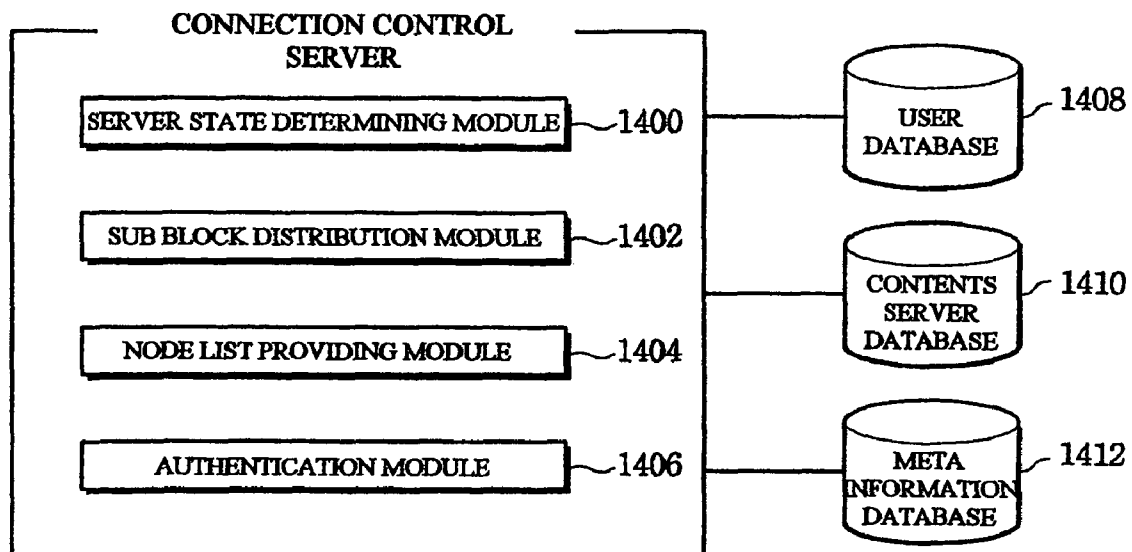 CONNECTION CONTROL
SERVER
SERVER STATE DETERMINING MODULE
1400
SUB BLOCK DISTRIBUTION MODULE
1402
NODE LIST PROVIDING MODULE
1404
AUTHENTICATION MODULE
1406
USER
DATABASE
1408
CONTENTS
SERVER
DATABASE
1410
META
INFORMATION
DATABASE
1412